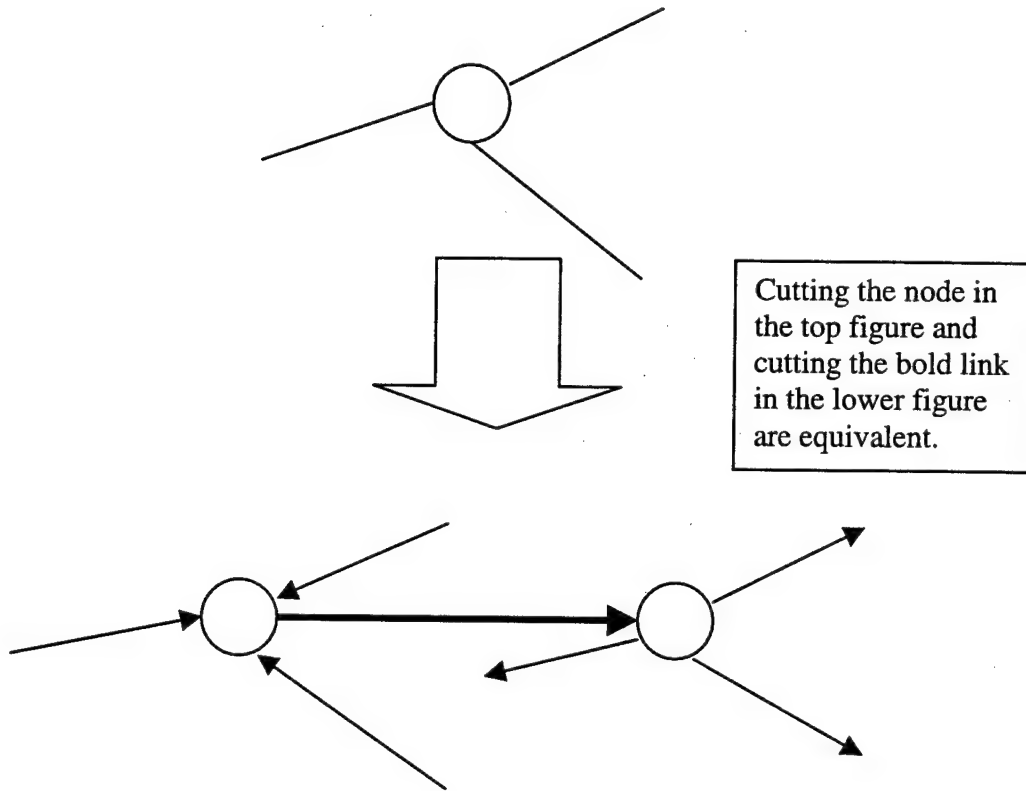 Cutting the node in
the top figure and
cutting the bold link
in the lower figure
are equivalent.